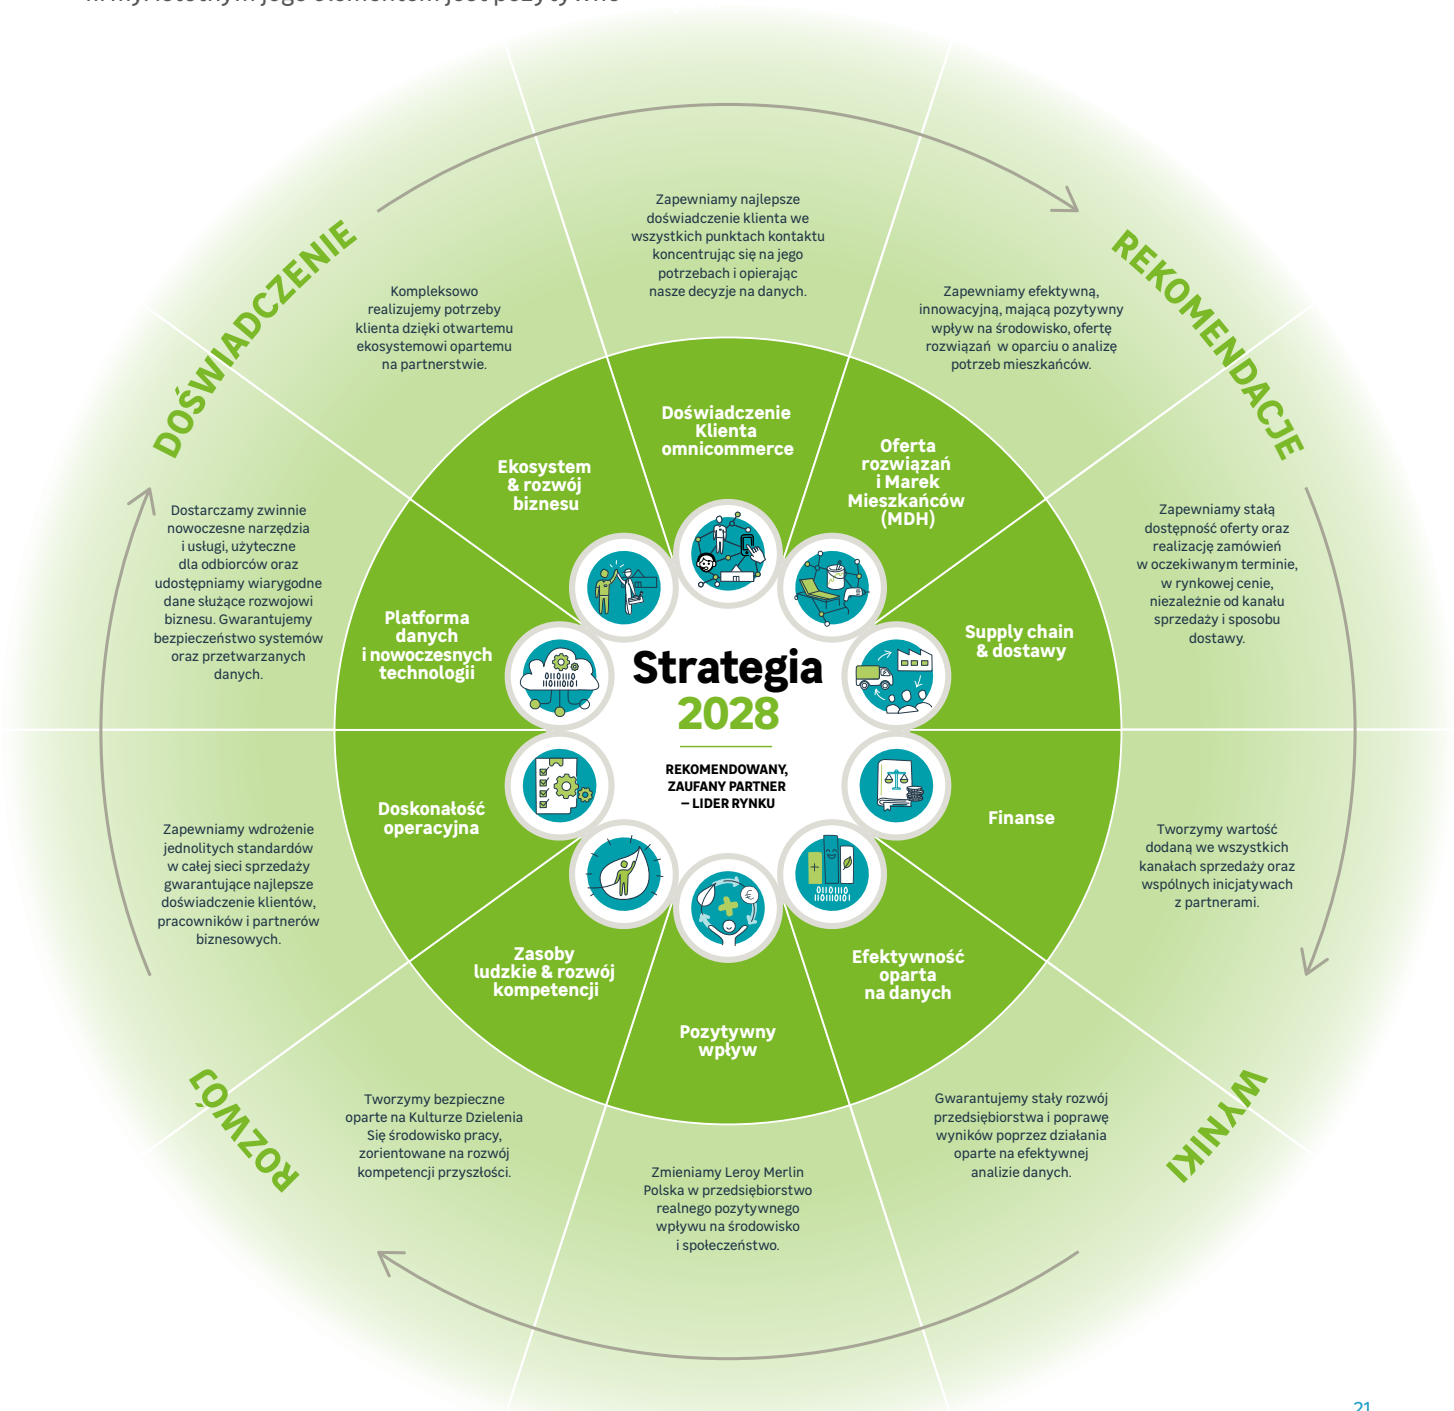 DOŚWIADCZENIE
REKOMENDACJE
WYNIKI
ROZWÓJ
Strategia
2028
REKOMENDOWANY,
ZAUFANY PARTNER
– LIDER RYNKU
Doświadczenie
Klienta
omnicommerce
Zapewniamy najlepsze
doświadczenie klienta we
wszystkich punktach kontaktu
koncentrując się na jego
potrzebach i opierając
nasze decyzje na danych.
Oferta
rozwiązań
i Marek
Mieszkańców
(MDH)
Zapewniamy efektywną,
innowacyjną, mającą pozytywny
wpływ na środowisko, ofertę
rozwiązań w oparciu o analizę
potrzeb mieszkańców.
Supply chain
& dostawy
Zapewniamy stałą
dostępność oferty oraz
realizację zamówień
w oczekiwanym terminie,
w rynkowej cenie,
niezależnie od kanału
sprzedaży i sposobu
dostawy.
Finanse
Tworzymy wartość
dodaną we wszystkich
kanałach sprzedaży oraz
wspólnych inicjatywach
z partnerami.
Efektywność
oparta
na danych
Gwarantujemy stały rozwój
przedsiębiorstwa i poprawę
wyników poprzez działania
oparte na efektywnej
analizie danych.
Pozytywny
wpływ
Zmieniamy Leroy Merlin
Polska w przedsiębiorstwo
realnego pozytywnego
wpływu na środowisko
i społeczeństwo.
Zasoby
ludzkie & rozwój
kompetencji
Tworzymy bezpieczne
oparte na Kulturze Dzielenia
Się środowisko pracy,
zorientowane na rozwój
kompetencji przyszłości.
Doskonałość
operacyjna
Zapewniamy wdrożenie
jednolitych standardów
w całej sieci sprzedaży
gwarantujące najlepsze
doświadczenie klientów,
pracowników i partnerów
biznesowych.
Platforma
danych
i nowoczesnych
technologii
Dostarczamy zwinnie
nowoczesne narzędzia
i usługi, użyteczne
dla odbiorców oraz
udostępniamy wiarygodne
dane służące rozwojowi
biznesu. Gwarantujemy
bezpieczeństwo systemów
oraz przetwarzanych
danych.
Ekosystem
& rozwój
biznesu
Kompleksowo
realizujemy potrzeby
klienta dzięki otwartemu
ekosystemowi opartemu
na partnerstwie.
21